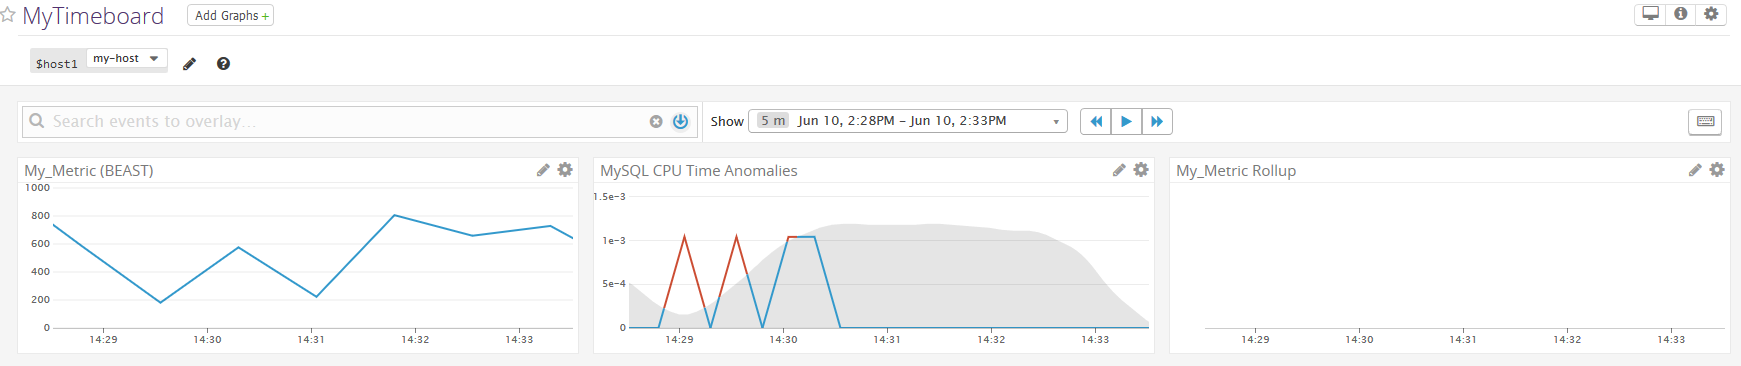 MyTimeboard Add Graphs +
$host1 my-host
Search events to overlay...
Show 5 m Jun 10, 2:28PM - Jun 10, 2:33PM
My_Metric (BEAST)
1000
800
600
400
200
0
14:29 14:30 14:31 14:32 14:33
MySQL CPU Time Anomalies
1.5e-3
1e-3
5e-4
0
14:29 14:30 14:31 14:32 14:33
My_Metric Rollup
14:29 14:30 14:31 14:32 14:33